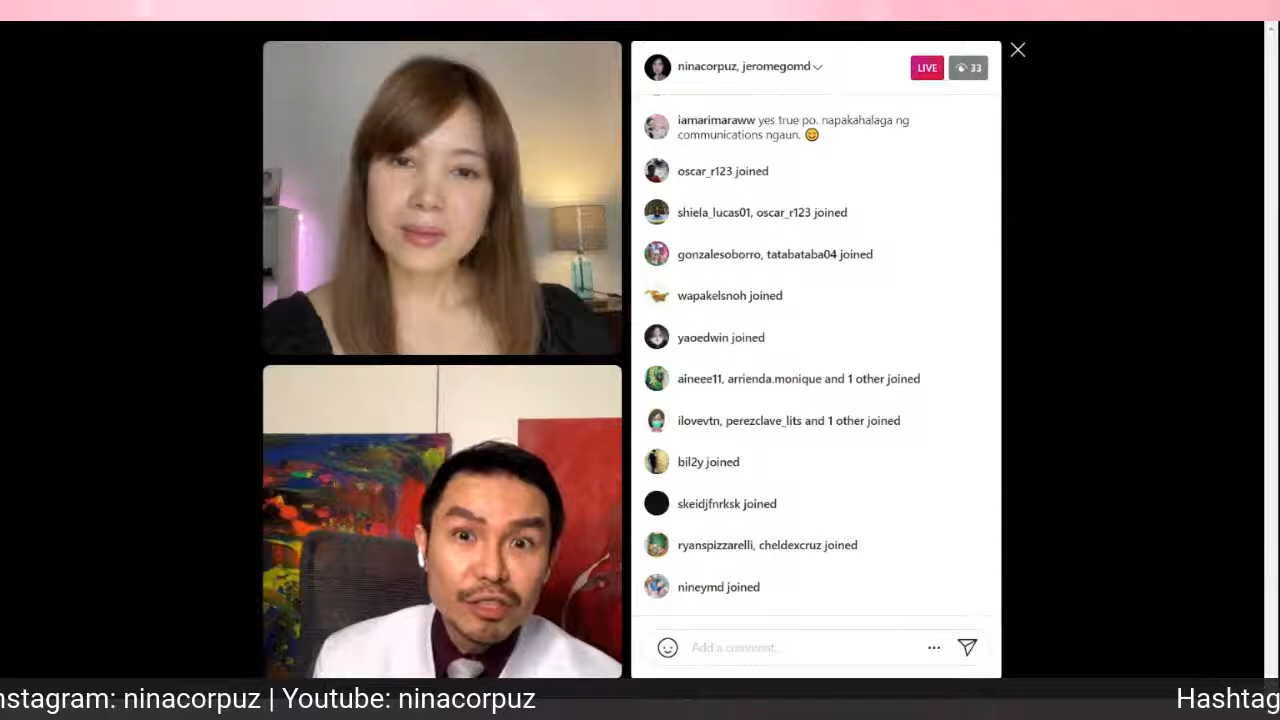 ninacorpuz, jeromegomd
LIVE
33
iamarimaraww yes true po. napakahalaga ng
communications ngaun. 😊
oscar_r123 joined
shiela_lucas01, oscar_r123 joined
gonzalesoborro, tatabataba04 joined
wapakelsnoh joined
yaoedwin joined
aineee11, arrienda.monique and 1 other joined
ilovevtn, perezclave_lits and 1 other joined
bil2y joined
skeidjfnrksk joined
ryanspizzarelli, cheldexcruz joined
nineymd joined
Add a comment...
nstagram: ninacorpuz | Youtube: ninacorpuz
Hashtag